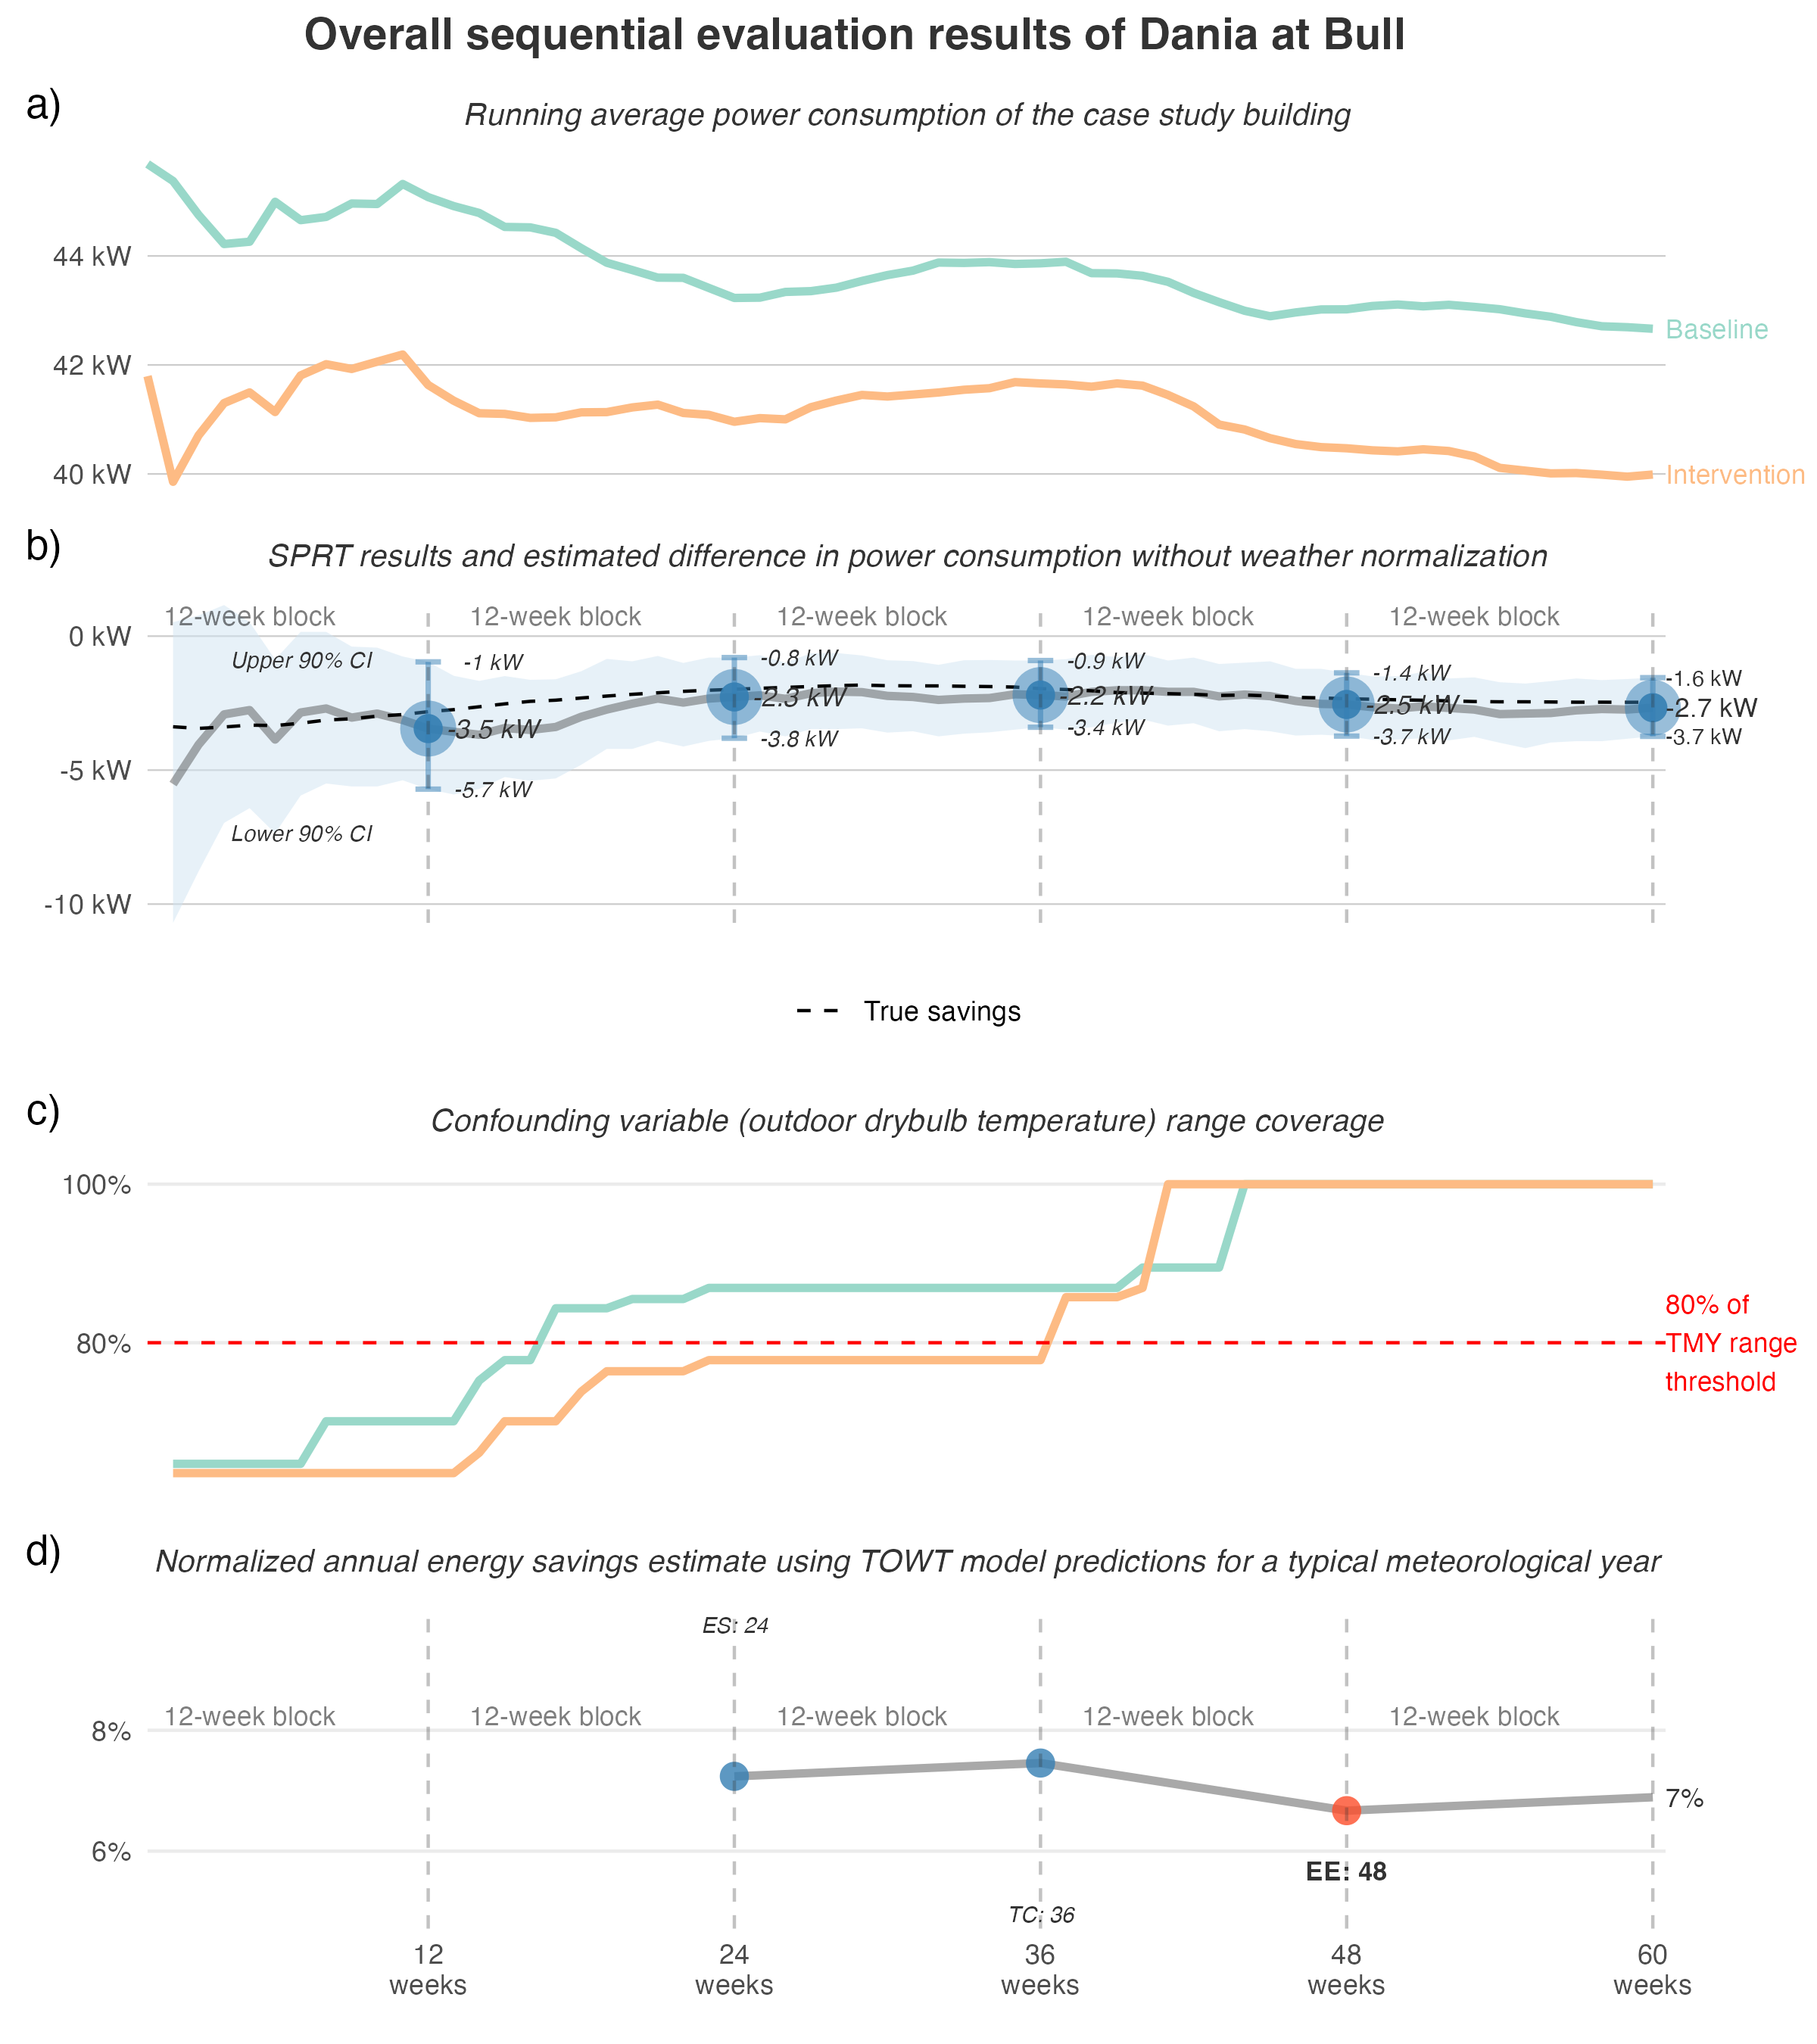 Overall sequential evaluation results of Dania at Bull
a)
Running average power consumption of the case study building
44 kW
42 kW
40 kW
Baseline
Intervention
b)
SPRT results and estimated difference in power consumption without weather normalization
12-week block 12-week block 12-week block 12-week block 12-week block
0 kW
-5 kW
-10 kW
Upper 90% CI
Lower 90% CI
-1 kW
-3.5 kW
-5.7 kW
-0.8 kW
-2.3 kW
-3.8 kW
-0.9 kW
-2.2 kW
-3.4 kW
-1.4 kW
-2.5 kW
-3.7 kW
-1.6 kW
-2.7 kW
-3.7 kW
True savings
c)
Confounding variable (outdoor drybulb temperature) range coverage
100%
80%
80% of
TMY range
threshold
d)
Normalized annual energy savings estimate using TOWT model predictions for a typical meteorological year
ES: 24
12-week block 12-week block 12-week block 12-week block 12-week block
8%
6%
7%
EE: 48
TC: 36
12 24 36 48 60
weeks weeks weeks weeks weeks